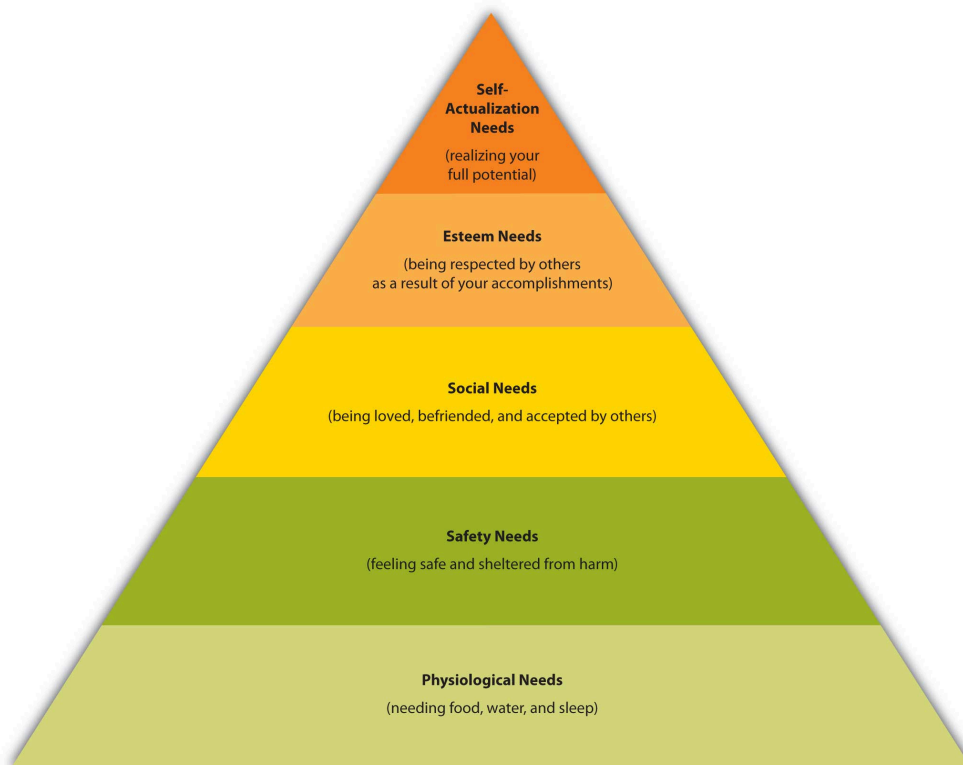 Self-
Actualization
Needs
(realizing your
full potential)
Esteem Needs
(being respected by others
as a result of your accomplishments)
Social Needs
(being loved, befriended, and accepted by others)
Safety Needs
(feeling safe and sheltered from harm)
Physiological Needs
(needing food, water, and sleep)